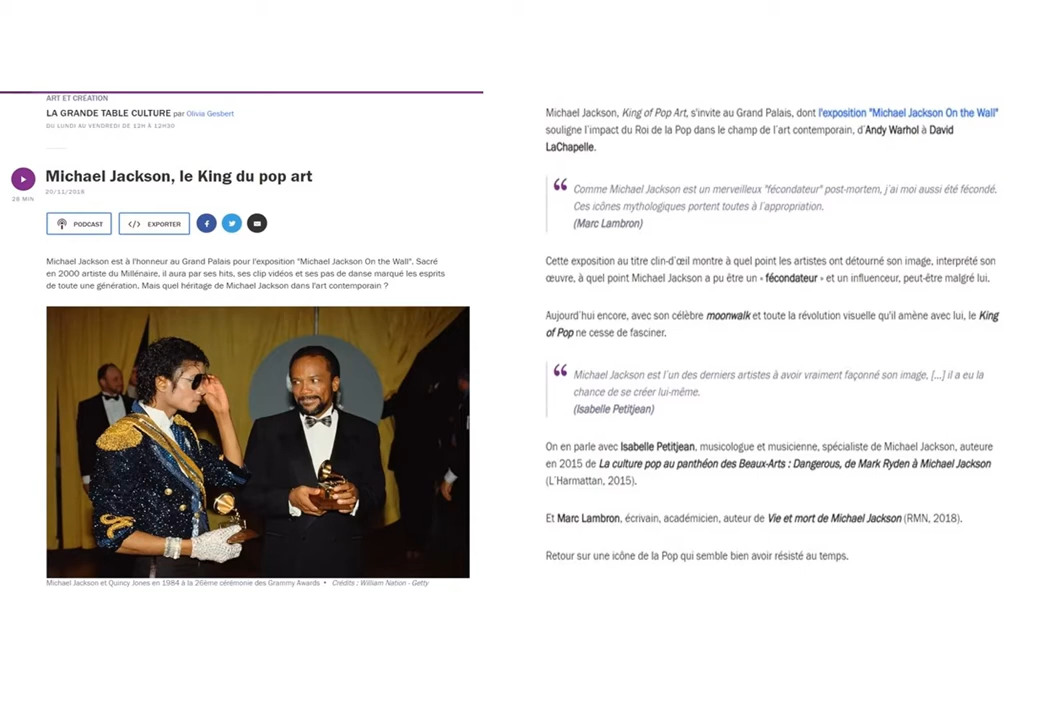 ART ET CRÉATION
LA GRANDE TABLE CULTURE par Olivia Gesbert
DU LUNDI AU VENDREDI DE 12H À 12H30
Michael Jackson, le King du pop art
20/11/2018
28 MIN
PODCAST
</> EXPORTER
Michael Jackson est à l'honneur au Grand Palais pour l'exposition "Michael Jackson On the Wall". Sacré
en 2000 artiste du Millénaire, il aura par ses hits, ses clip vidéos et ses pas de danse marqué les esprits
de toute une génération. Mais quel héritage de Michael Jackson dans l'art contemporain ?
Michael Jackson et Quincy Jones en 1984 à la 26ème cérémonie des Grammy Awards • Crédits : William Nation - Getty
Michael Jackson, King of Pop Art, s'invite au Grand Palais, dont l'exposition "Michael Jackson On the Wall"
souligne l'impact du Roi de la Pop dans le champ de l'art contemporain, d'Andy Warhol à David
LaChapelle.
“ Comme Michael Jackson est un merveilleux "fécondateur" post-mortem, j'ai moi aussi été fécondé.
Ces icônes mythologiques portent toutes à l'appropriation.
(Marc Lambron)
Cette exposition au titre clin-d'œil montre à quel point les artistes ont détourné son image, interprété son
œuvre, à quel point Michael Jackson a pu être un « fécondateur » et un influenceur, peut-être malgré lui.
Aujourd'hui encore, avec son célèbre moonwalk et toute la révolution visuelle qu'il amène avec lui, le King
of Pop ne cesse de fasciner.
“ Michael Jackson est l'un des derniers artistes à avoir vraiment façonné son image, [...] il a eu la
chance de se créer lui-même.
(Isabelle Petitjean)
On en parle avec Isabelle Petitjean, musicologue et musicienne, spécialiste de Michael Jackson, auteure
en 2015 de La culture pop au panthéon des Beaux-Arts : Dangerous, de Mark Ryden à Michael Jackson
(L'Harmattan, 2015).
Et Marc Lambron, écrivain, académicien, auteur de Vie et mort de Michael Jackson (RMN, 2018).
Retour sur une icône de la Pop qui semble bien avoir résisté au temps.